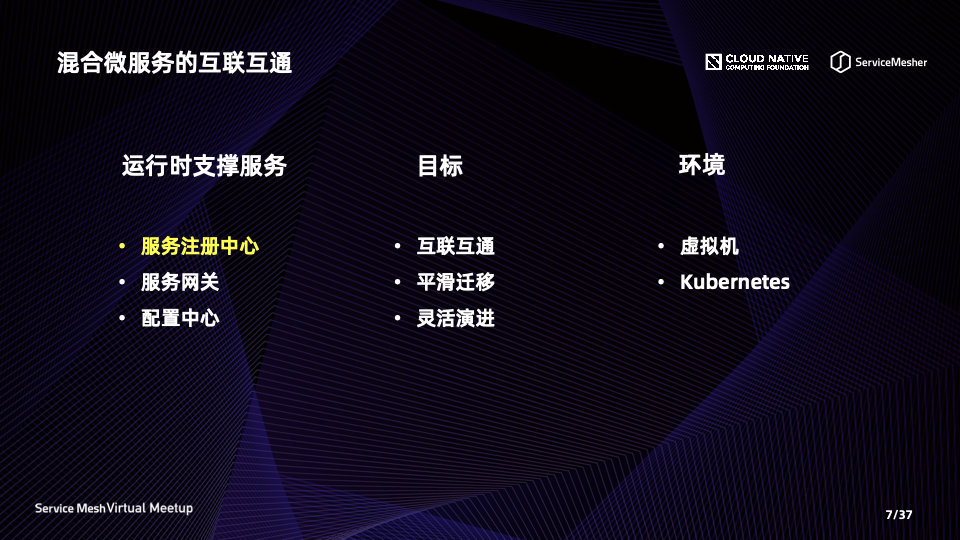 混合微服务的互联互通
CLOUD NATIVE
COMPUTING FOUNDATION
ServiceMesher
运行时支撑服务
• 服务注册中心
• 服务网关
• 配置中心
目标
• 互联互通
• 平滑迁移
• 灵活演进
环境
• 虚拟机
• Kubernetes
Service Mesh Virtual Meetup
7/37